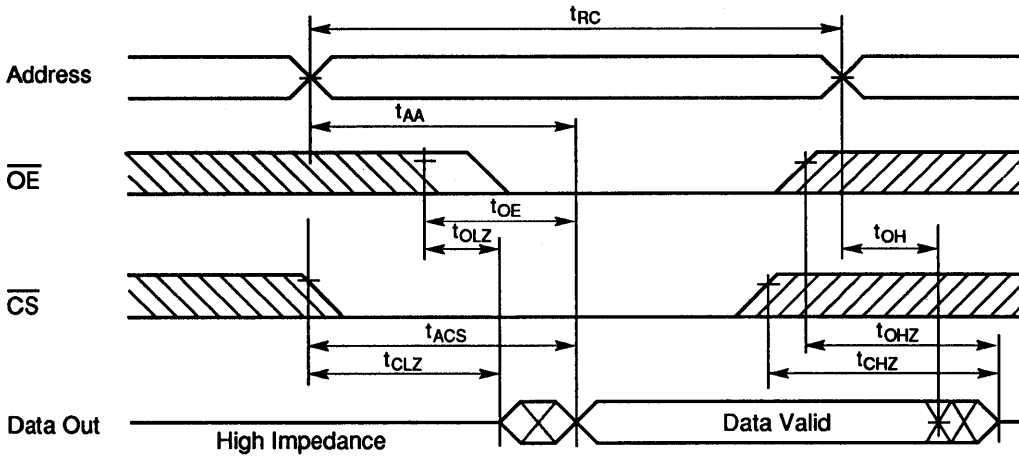 tRC
Address
tAA
OE
tOE
tOLZ
tOH
CS
tACS
tOHZ
tCLZ
tCHZ
Data Out
High Impedance
Data Valid